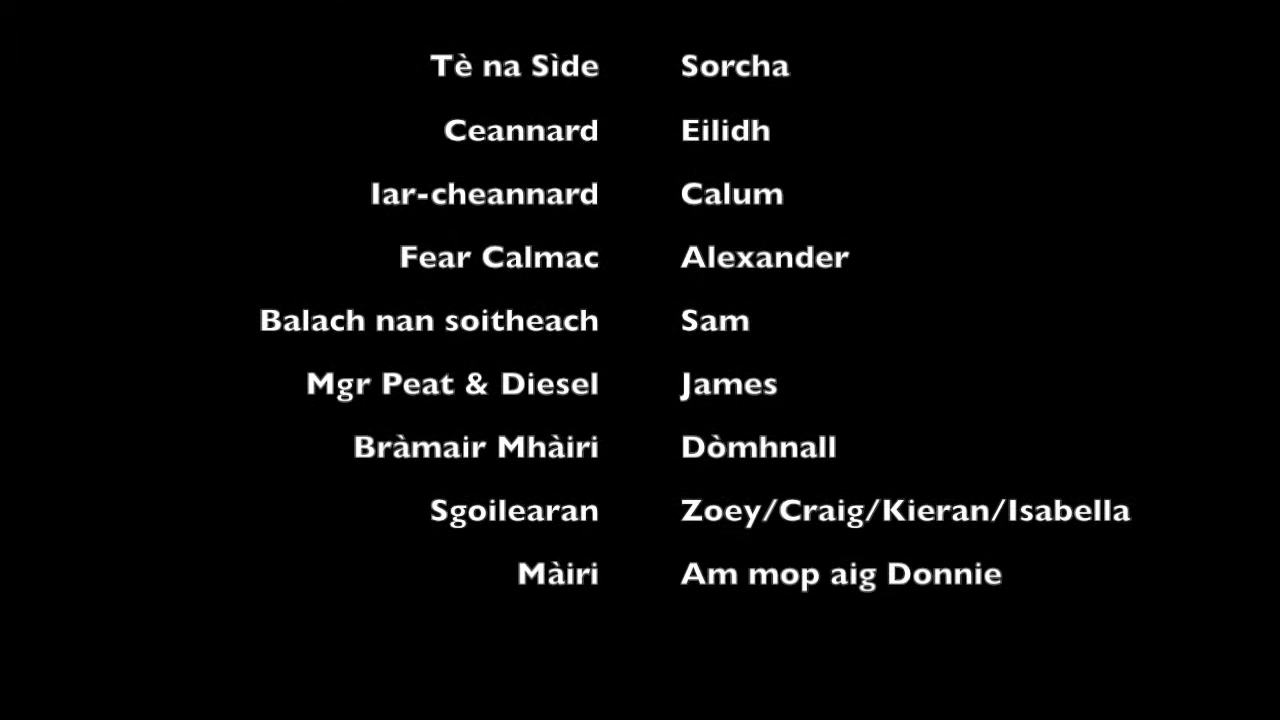 Tè na Sìde Sorcha
Ceannard Eilidh
Iar-cheannard Calum
Fear Calmac Alexander
Balach nan soitheach Sam
Mgr Peat & Diesel James
Bràmair Mhàiri Dòmhnall
Sgoilearan Zoey/Craig/Kieran/Isabella
Màiri Am mop aig Donnie